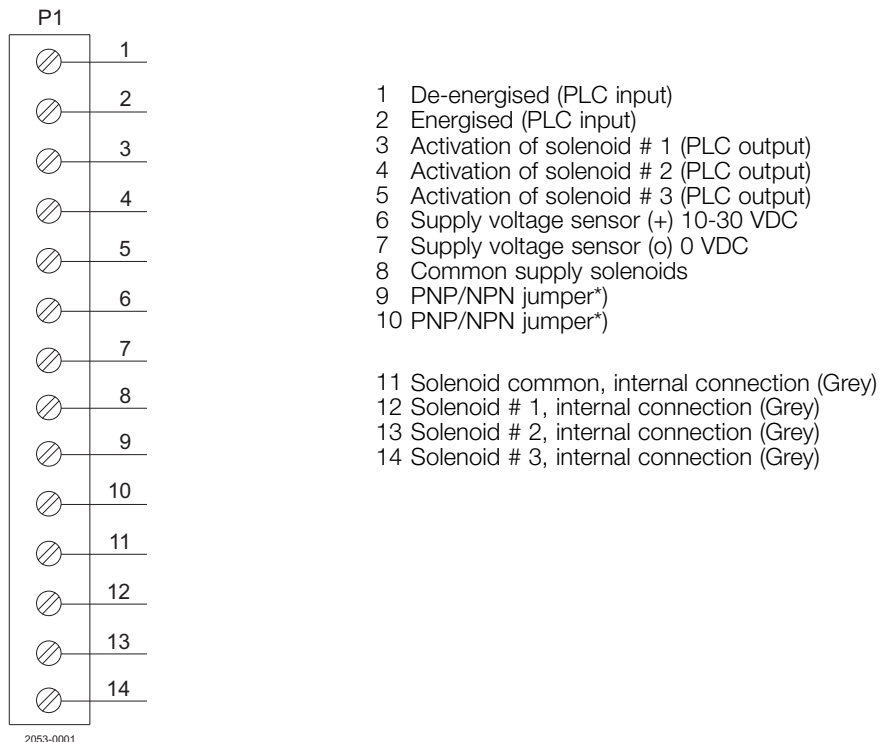 P1
1
2
3
4
5
6
7
8
9
10
11
12
13
14
2053-0001
1 De-energised (PLC input)
2 Energised (PLC input)
3 Activation of solenoid # 1 (PLC output)
4 Activation of solenoid # 2 (PLC output)
5 Activation of solenoid # 3 (PLC output)
6 Supply voltage sensor (+) 10-30 VDC
7 Supply voltage sensor (o) 0 VDC
8 Common supply solenoids
9 PNP/NPN jumper*)
10 PNP/NPN jumper*)
11 Solenoid common, internal connection (Grey)
12 Solenoid # 1, internal connection (Grey)
13 Solenoid # 2, internal connection (Grey)
14 Solenoid # 3, internal connection (Grey)